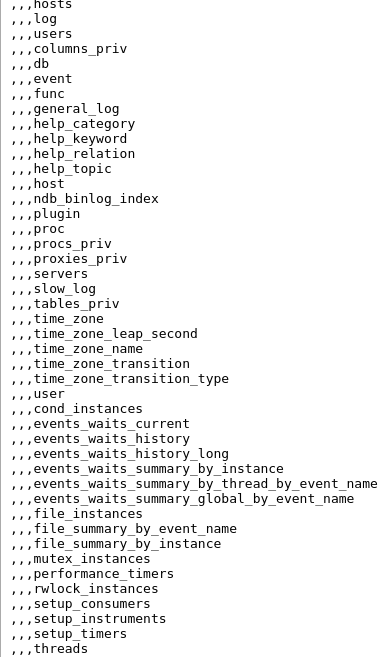 ,,,hosts
,,,log
,,,users
,,,columns_priv
,,,db
,,,event
,,,func
,,,general_log
,,,help_category
,,,help_keyword
,,,help_relation
,,,help_topic
,,,host
,,,ndb_binlog_index
,,,plugin
,,,proc
,,,procs_priv
,,,proxies_priv
,,,servers
,,,slow_log
,,,tables_priv
,,,time_zone
,,,time_zone_leap_second
,,,time_zone_name
,,,time_zone_transition
,,,time_zone_transition_type
,,,user
,,,cond_instances
,,,events_waits_current
,,,events_waits_history
,,,events_waits_history_long
,,,events_waits_summary_by_instance
,,,events_waits_summary_by_thread_by_event_name
,,,events_waits_summary_global_by_event_name
,,,file_instances
,,,file_summary_by_event_name
,,,file_summary_by_instance
,,,mutex_instances
,,,performance_timers
,,,rwlock_instances
,,,setup_consumers
,,,setup_instruments
,,,setup_timers
,,,threads